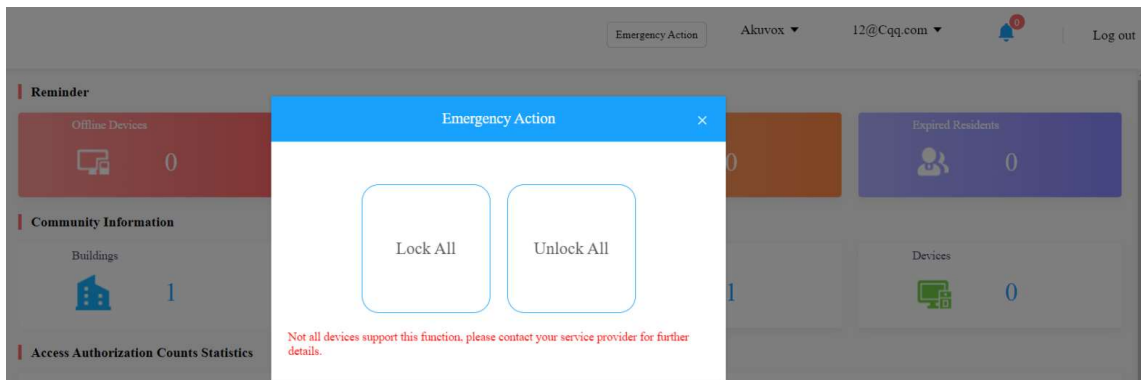 Emergency Action
Akuvox
12@Cqq.com
0
Log out
Reminder
Offline Devices
0
0
Expired Residents
0
Emergency Action
×
Lock All
Unlock All
Not all devices support this function, please contact your service provider for further
details.
Community Information
Buildings
1
1
Devices
0
Access Authorization Counts Statistics